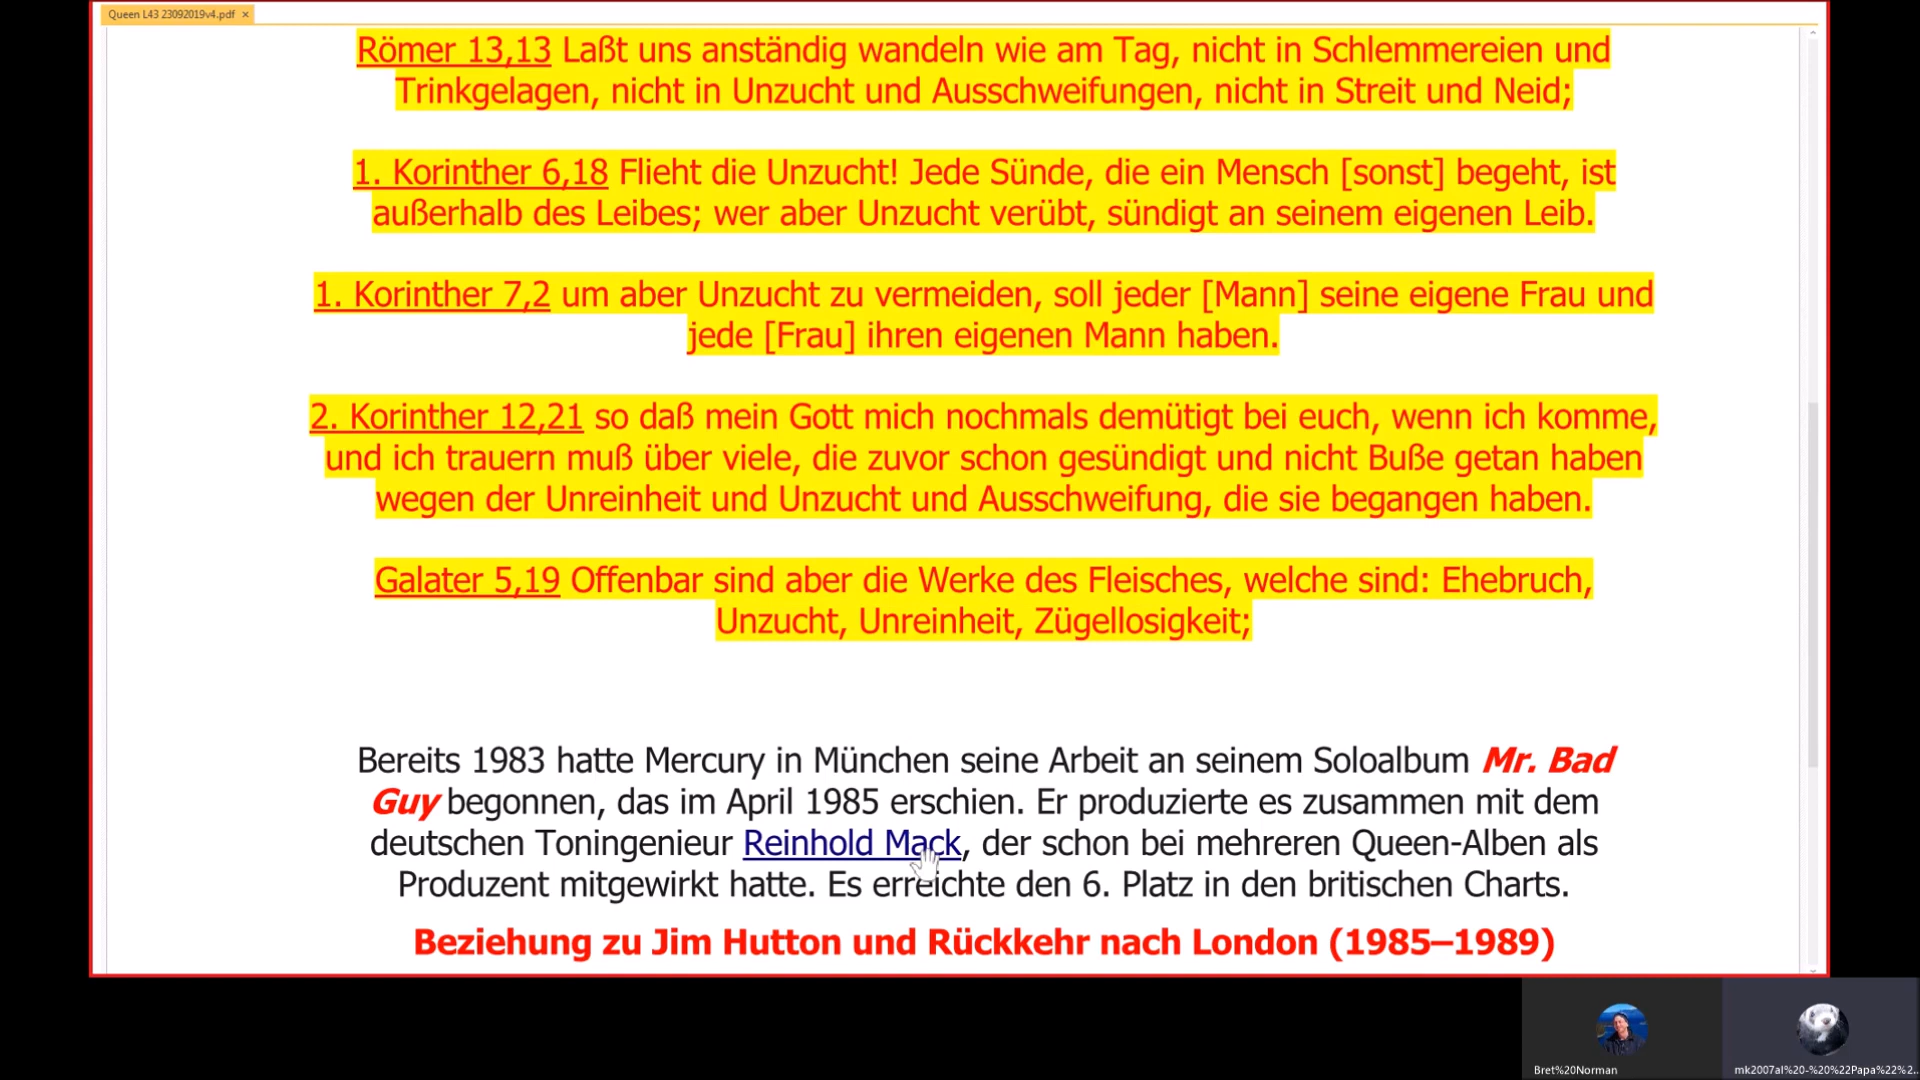 Queen L43 23092019v4.pdf ×
Römer 13,13 Laßt uns anständig wandeln wie am Tag, nicht in Schlemmereien und
Trinkgelagen, nicht in Unzucht und Ausschweifungen, nicht in Streit und Neid;
1. Korinther 6,18 Flieht die Unzucht! Jede Sünde, die ein Mensch [sonst] begeht, ist
außerhalb des Leibes; wer aber Unzucht verübt, sündigt an seinem eigenen Leib.
1. Korinther 7,2 um aber Unzucht zu vermeiden, soll jeder [Mann] seine eigene Frau und
jede [Frau] ihren eigenen Mann haben.
2. Korinther 12,21 so daß mein Gott mich nochmals demütigt bei euch, wenn ich komme,
und ich trauern muß über viele, die zuvor schon gesündigt und nicht Buße getan haben
wegen der Unreinheit und Unzucht und Ausschweifung, die sie begangen haben.
Galater 5,19 Offenbar sind aber die Werke des Fleisches, welche sind: Ehebruch,
Unzucht, Unreinheit, Zügellosigkeit;
Bereits 1983 hatte Mercury in München seine Arbeit an seinem Soloalbum Mr. Bad
Guy begonnen, das im April 1985 erschien. Er produzierte es zusammen mit dem
deutschen Toningenieur Reinhold Mack, der schon bei mehreren Queen-Alben als
Produzent mitgewirkt hatte. Es erreichte den 6. Platz in den britischen Charts.
Beziehung zu Jim Hutton und Rückkehr nach London (1985–1989)
Bret%20Norman
mk2007al%20-%20%22Papa%22%2...